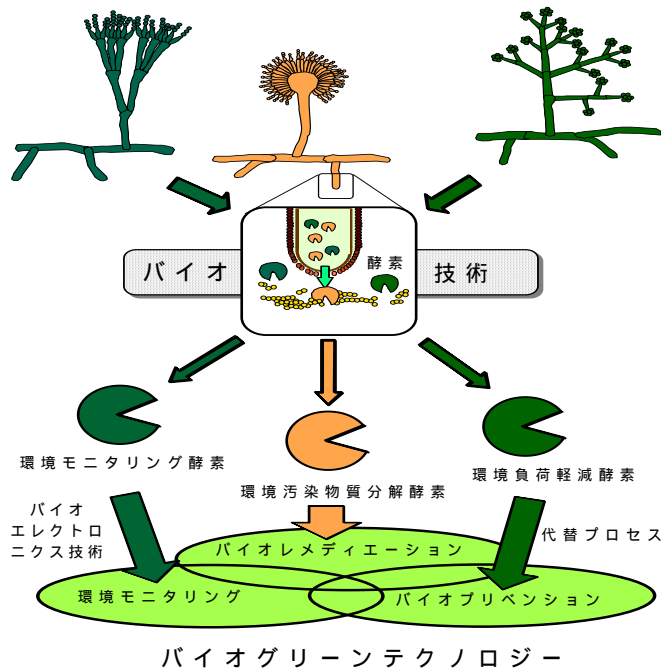 酵素
バイオ 技術
環境モニタリング酵素
環境汚染物質分解酵素
環境負荷軽減酵素
バイオ
エレクトロ
ニクス技術
代替プロセス
バイオレメディエーション
環境モニタリング
バイオプリベンション
バイオグリーンテクノロジー